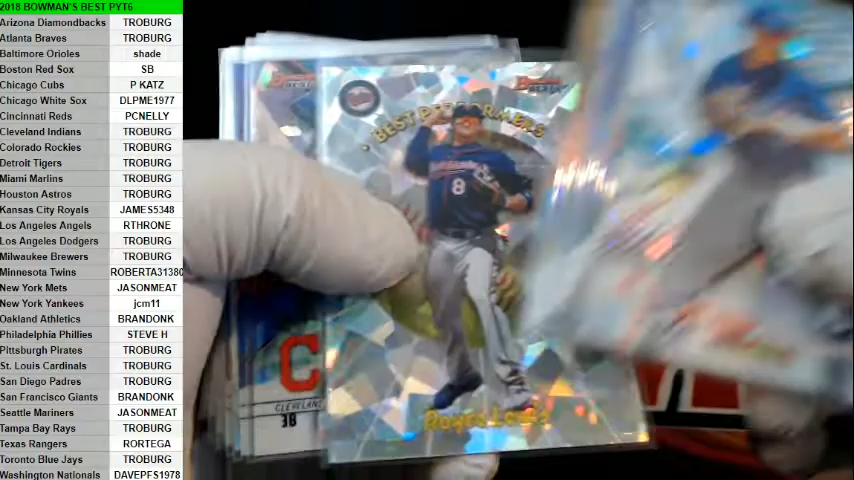 2018 BOWMAN'S BEST PYT6
Arizona Diamondbacks TROBURG
Atlanta Braves TROBURG
Baltimore Orioles shade
Boston Red Sox SB
Chicago Cubs P KATZ
Chicago White Sox DLPME1977
Cincinnati Reds PCNELLY
Cleveland Indians TROBURG
Colorado Rockies TROBURG
Detroit Tigers TROBURG
Miami Marlins TROBURG
Houston Astros TROBURG
Kansas City Royals JAMES5348
Los Angeles Angels RTHRONE
Los Angeles Dodgers TROBURG
Milwaukee Brewers TROBURG
Minnesota Twins ROBERTA31380
New York Mets JASONMEAT
New York Yankees jcm11
Oakland Athletics BRANDONK
Philadelphia Phillies STEVE H
Pittsburgh Pirates TROBURG
St. Louis Cardinals TROBURG
San Diego Padres TROBURG
San Francisco Giants BRANDONK
Seattle Mariners JASONMEAT
Tampa Bay Rays TROBURG
Texas Rangers RORTEGA
Toronto Blue Jays TROBURG
Washington Nationals DAVEPFS1978
BEST PERFORMERS
8
Royce Lewis
C
CLEVELAN
3B